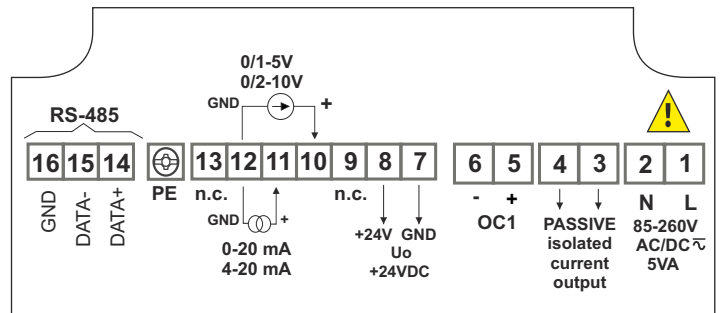 0/1-5V
0/2-10V
GND +
RS-485
16 15 14 13 12 11 10 9 8 7 6 5 4 3 2 1
GND
DATA-
DATA+
PE
n.c.
GND +
0-20 mA
4-20 mA
n.c.
+24V GND
Uo
+24VDC
- +
OC1
PASSIVE
isolated
current
output
N L
85-260V
AC/DC
5VA